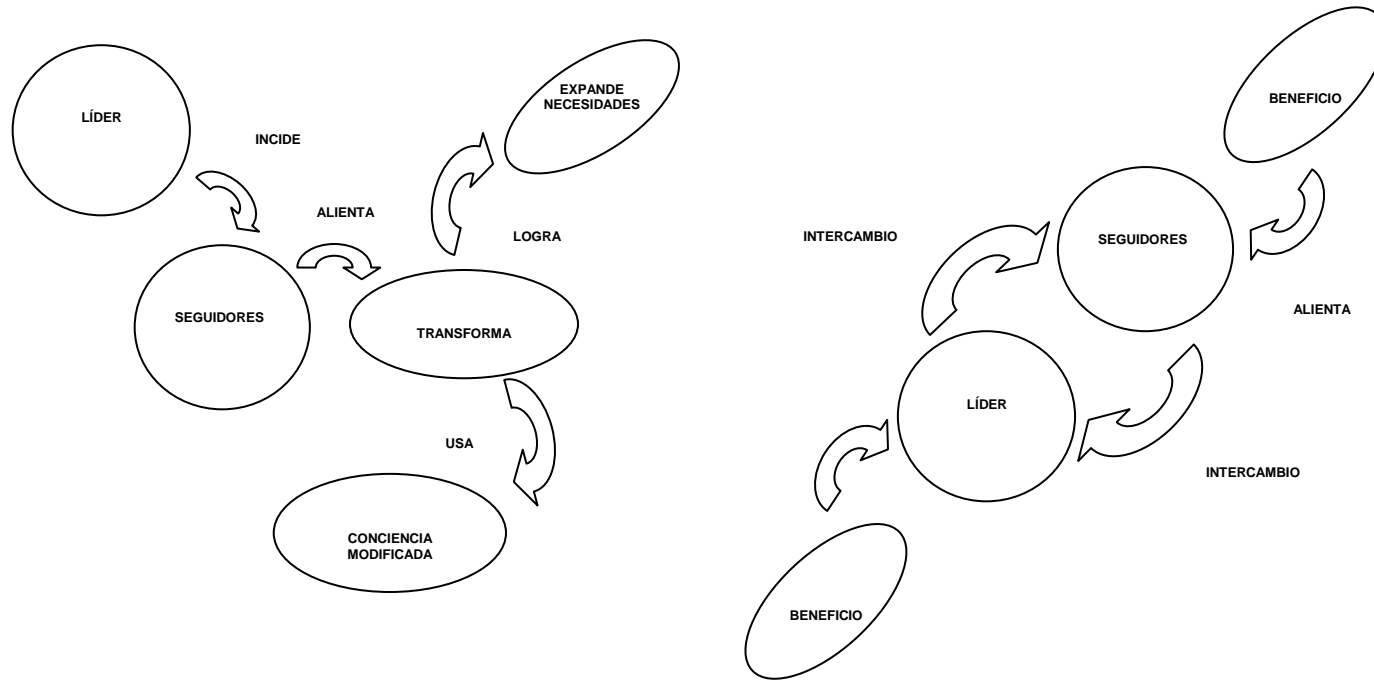 LÍDER
INCIDE
EXPANDE
NECESIDADES
ALIENTA
LOGRA
SEGUIDORES
TRANSFORMA
USA
CONCIENCIA
MODIFICADA
BENEFICIO
SEGUIDORES
INTERCAMBIO
ALIENTA
LÍDER
INTERCAMBIO
BENEFICIO